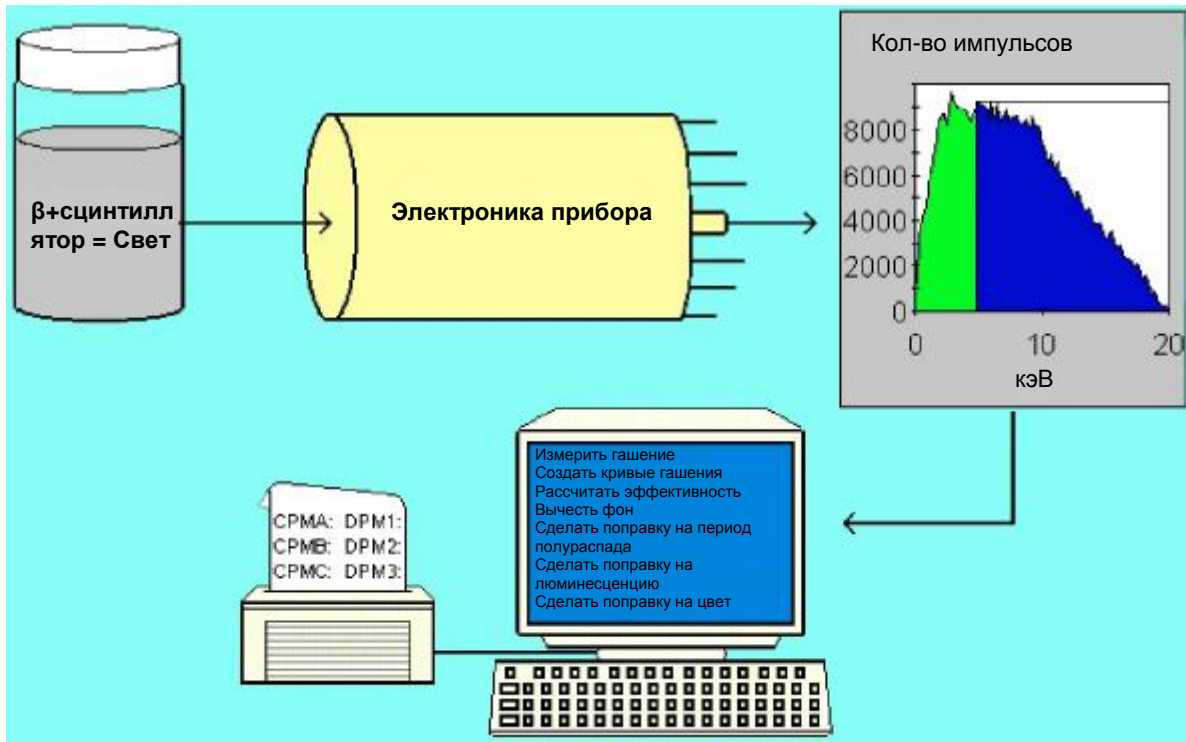 Кол-во импульсов
8000
6000
4000
2000
0
0 10 20
кэВ
β+сцинтилл
ятор = Свет
Электроника прибора
Измерить гашение
Создать кривые гашения
Рассчитать эффективность
Вычесть фон
Сделать поправку на период
полураспада
Сделать поправку на
люминесценцию
Сделать поправку на цвет
CPMA: DPM1:
CPMB: DPM2:
CPMC: DPM3: